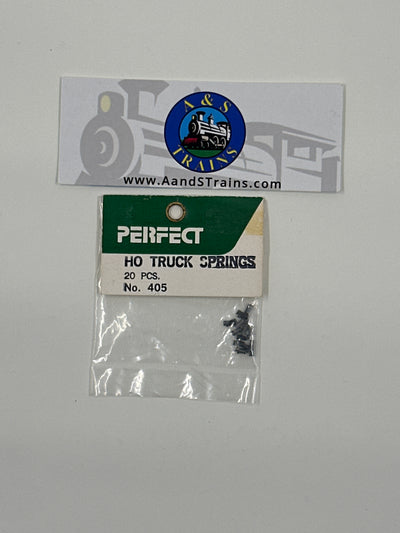 A & S
TRAINS
www.AandSTrains.com
PERFECT
HO TRUCK SPRINGS
20 PCS.
No. 405